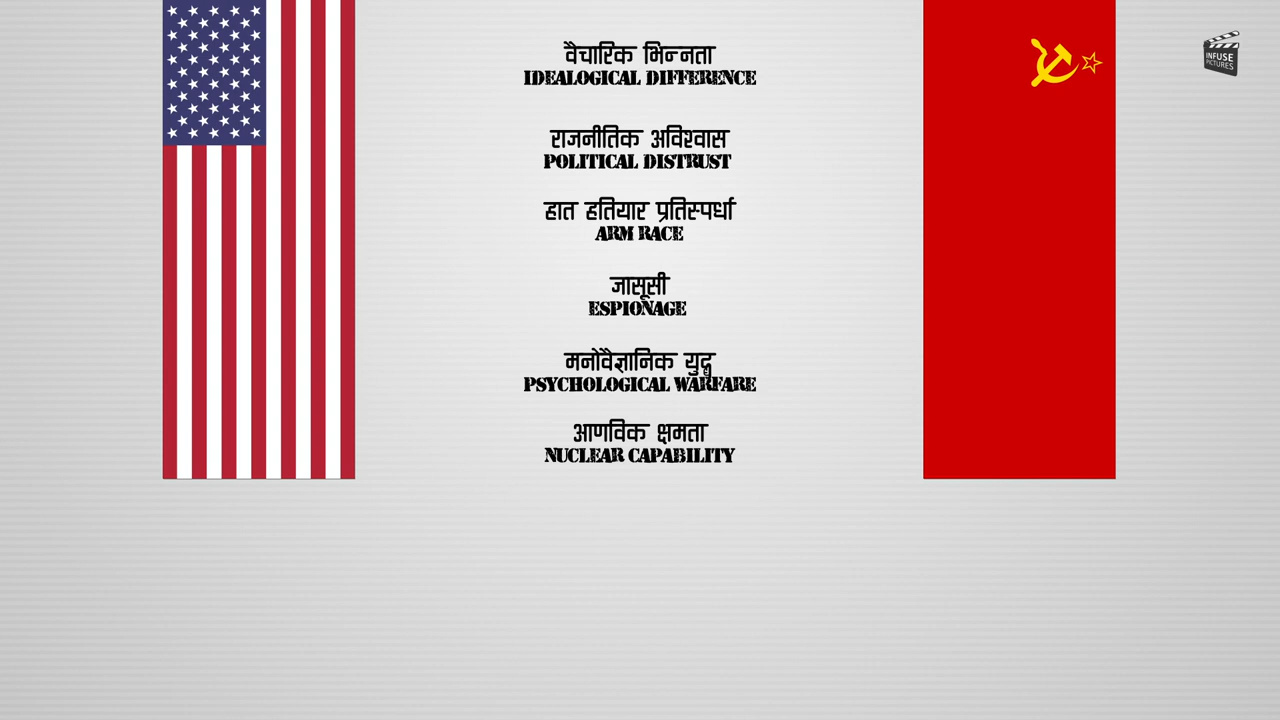 वैचारिक भिन्नता
IDEALOGICAL DIFFERENCE
राजनीतिक अविश्वास
POLITICAL DISTRUST
हात हतियार प्रतिस्पर्धा
ARM RACE
जासूसी
ESPIONAGE
मनोवैज्ञानिक युद्ध
PSYCHOLOGICAL WARFARE
आणविक क्षमता
NUCLEAR CAPABILITY
INFUSE
PICTURES